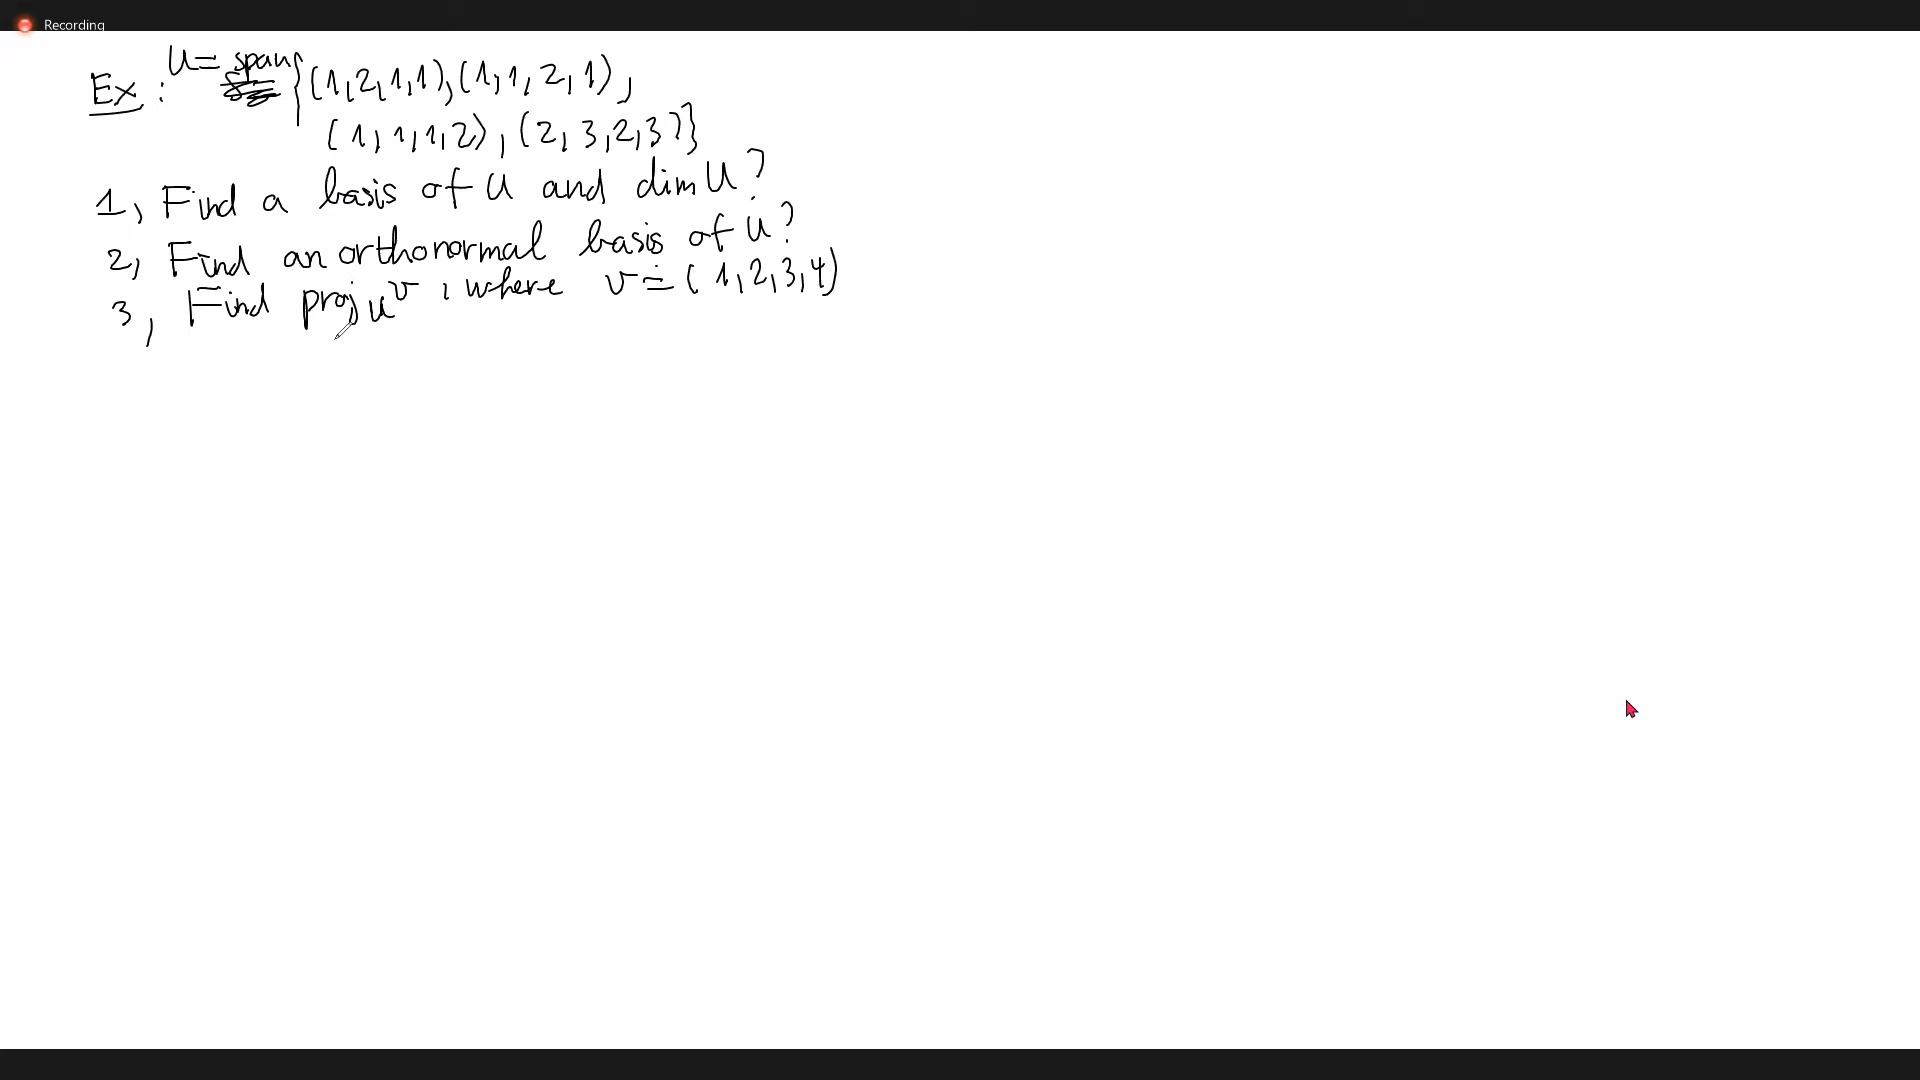 Recording
Ex: U = span {(1,2,1,1), (1,1,2,1),
(1,1,1,2), (2,3,2,3)}
1, Find a basis of U and dim U?
2, Find an orthonormal basis of U?
3, Find proj_U v, where v = (1,2,3,4)